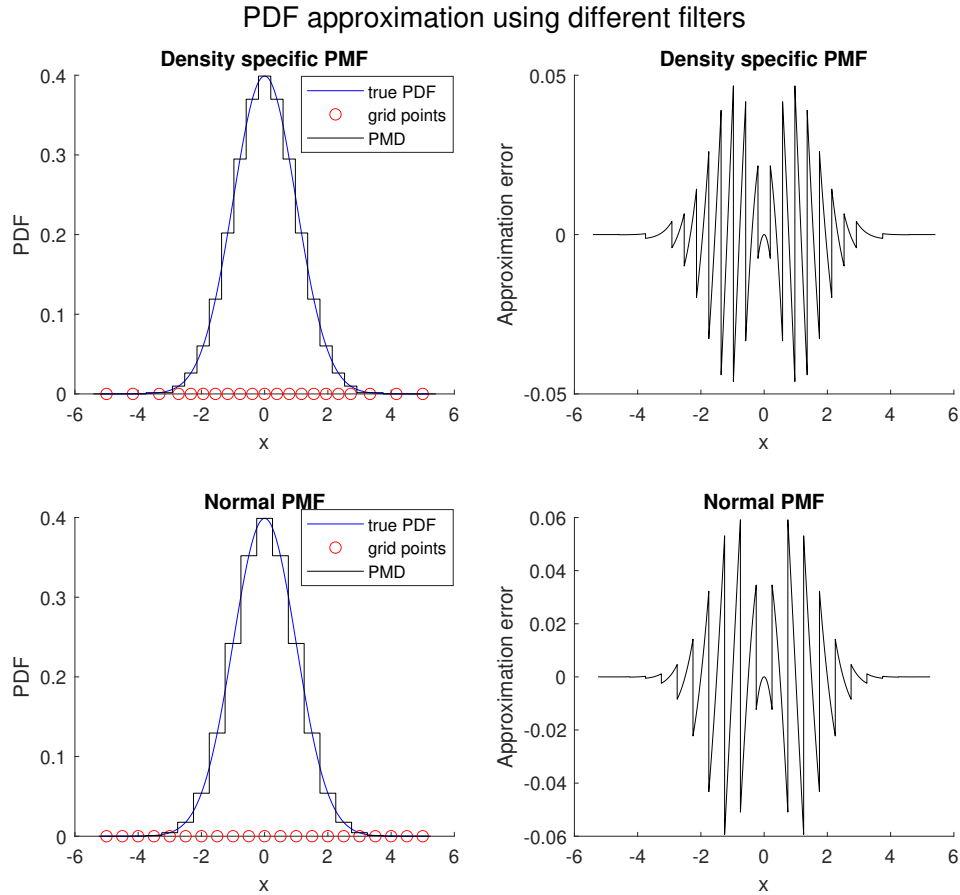 PDF approximation using different filters
Density specific PMF
0.4
0.3
0.2
0.1
0
PDF
-6 -4 -2 0 2 4 6
x
true PDF
grid points
PMD
Density specific PMF
0.05
0
-0.05
Approximation error
-6 -4 -2 0 2 4 6
x
Normal PMF
0.4
0.3
0.2
0.1
0
PDF
-6 -4 -2 0 2 4 6
x
true PDF
grid points
PMD
Normal PMF
0.06
0.04
0.02
0
-0.02
-0.04
-0.06
Approximation error
-6 -4 -2 0 2 4 6
x